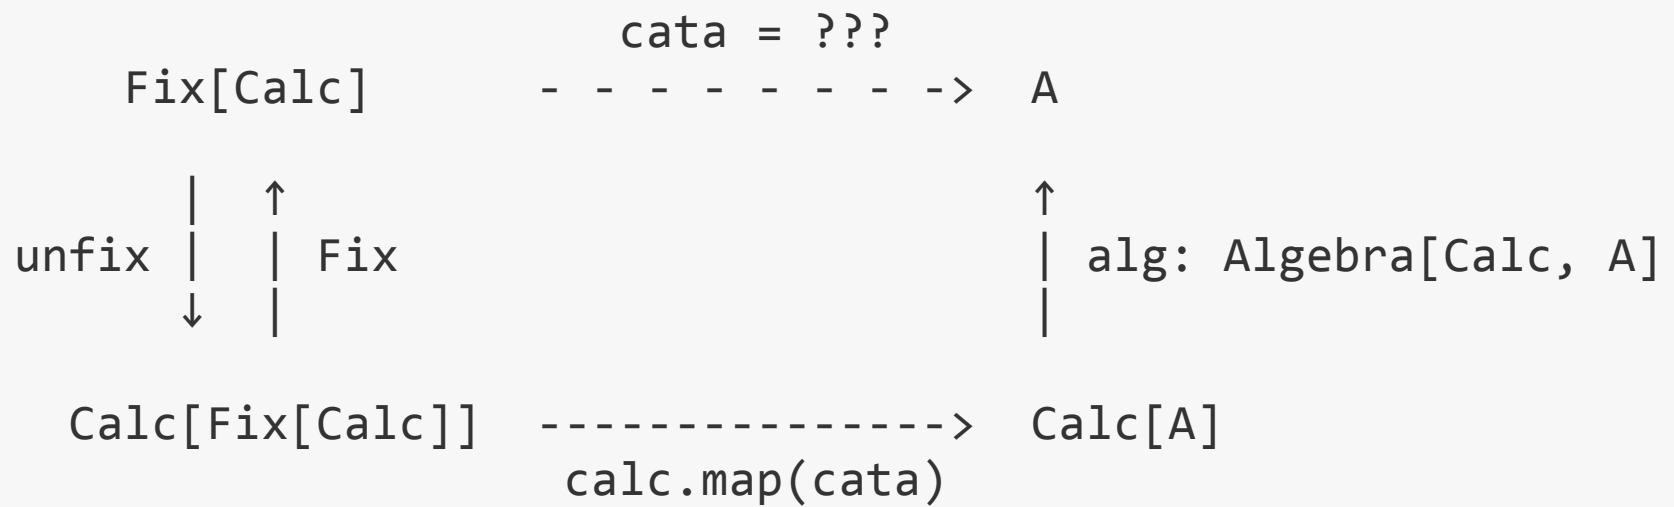 cata = ???
Fix[Calc] - - - - - - - -> A
| ↑ ↑
unfix | | Fix | alg: Algebra[Calc, A]
↓ | |
Calc[Fix[Calc]] ---------------> Calc[A]
calc.map(cata)